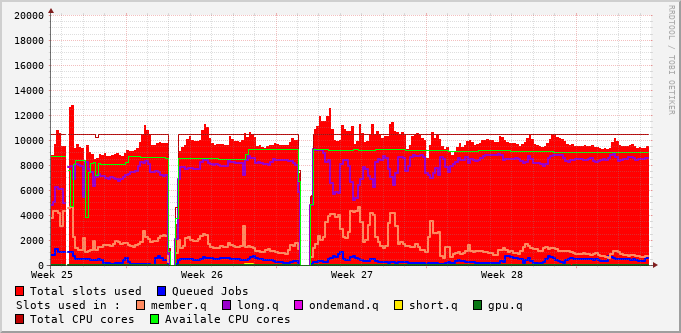 20000
18000
16000
14000
12000
10000
8000
6000
4000
2000
0
Week 25 Week 26 Week 27 Week 28
Total slots used Queued Jobs
Slots used in : member.q long.q ondemand.q short.q gpu.q
Total CPU cores Availale CPU cores
RRDTOOL / TOBI OETIKER